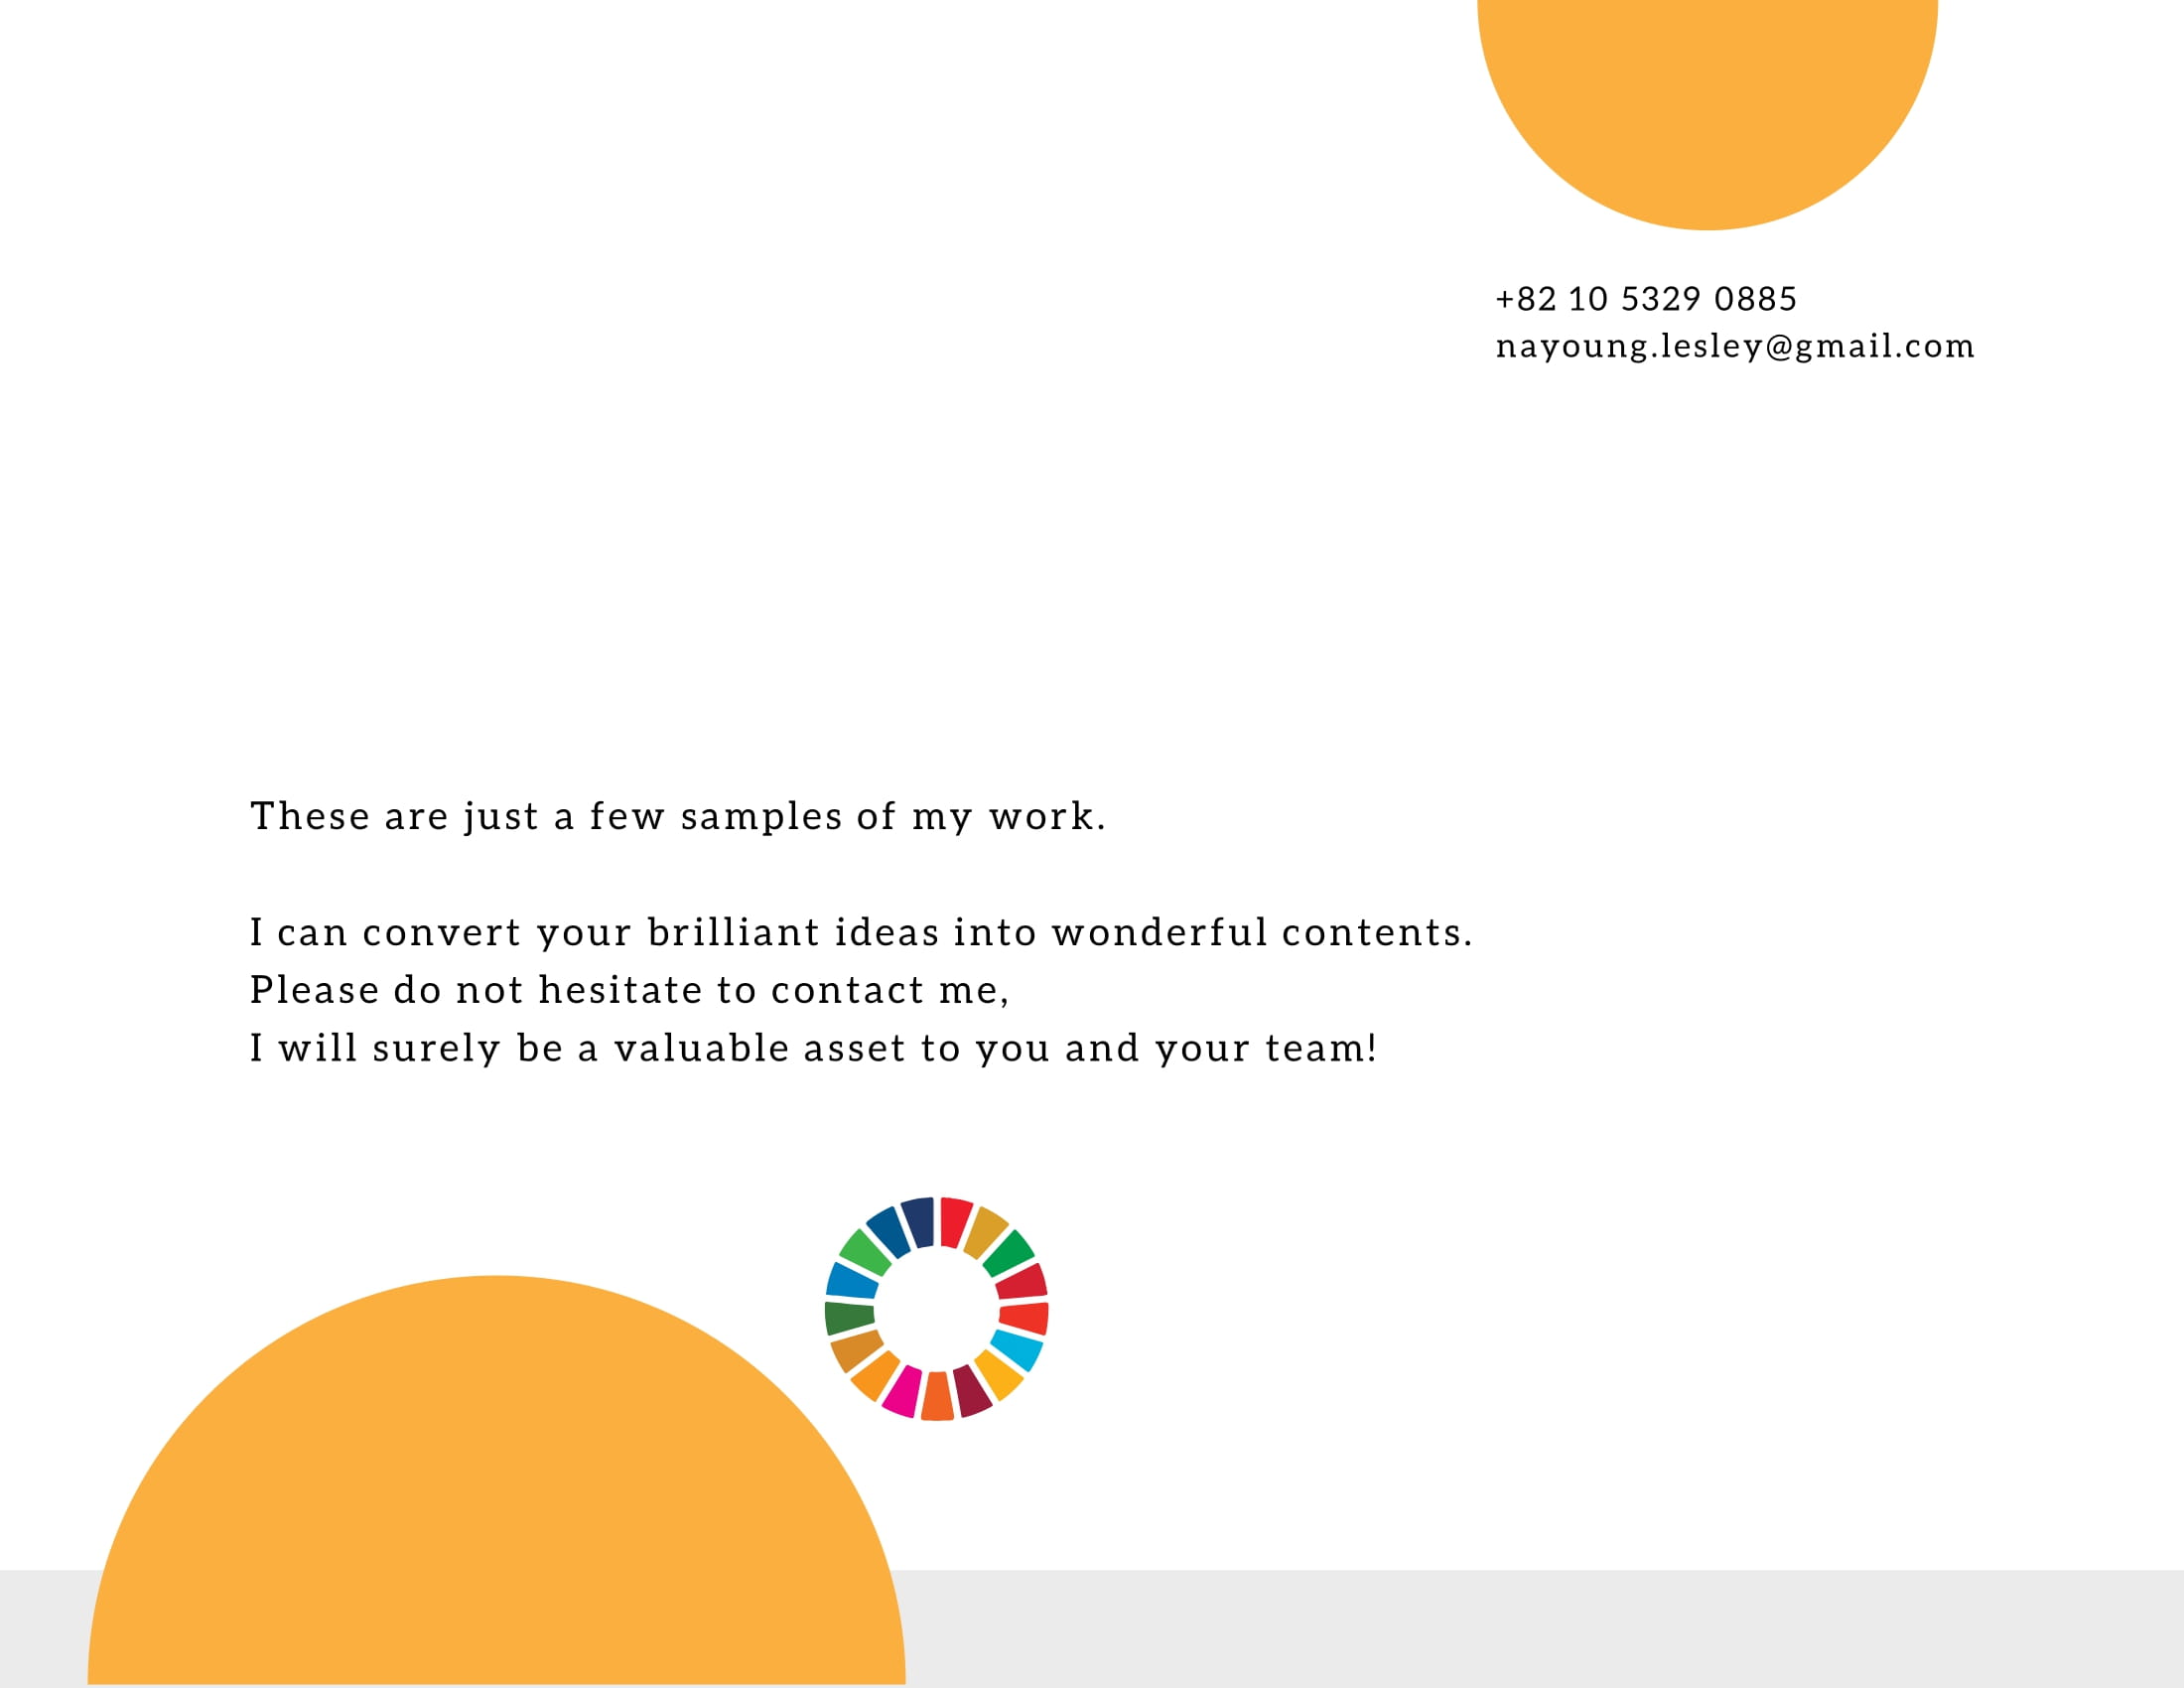 +82 10 5329 0885
nayoung.lesley@gmail.com
These are just a few samples of my work.
I can convert your brilliant ideas into wonderful contents.
Please do not hesitate to contact me,
I will surely be a valuable asset to you and your team!